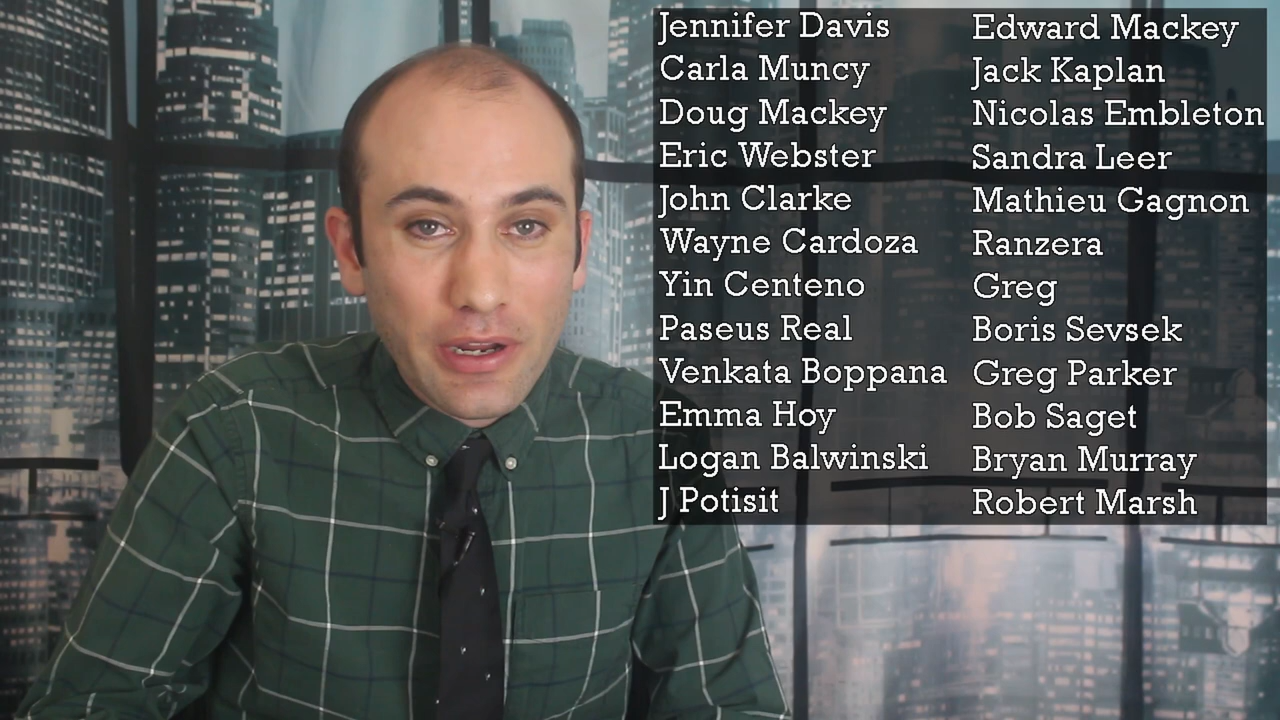 Jennifer Davis
Carla Muncy
Doug Mackey
Eric Webster
John Clarke
Wayne Cardoza
Yin Centeno
Paseus Real
Venkata Boppana
Emma Hoy
Logan Balwinski
J Potisit
Edward Mackey
Jack Kaplan
Nicolas Embleton
Sandra Leer
Mathieu Gagnon
Ranzera
Greg
Boris Sevsek
Greg Parker
Bob Saget
Bryan Murray
Robert Marsh